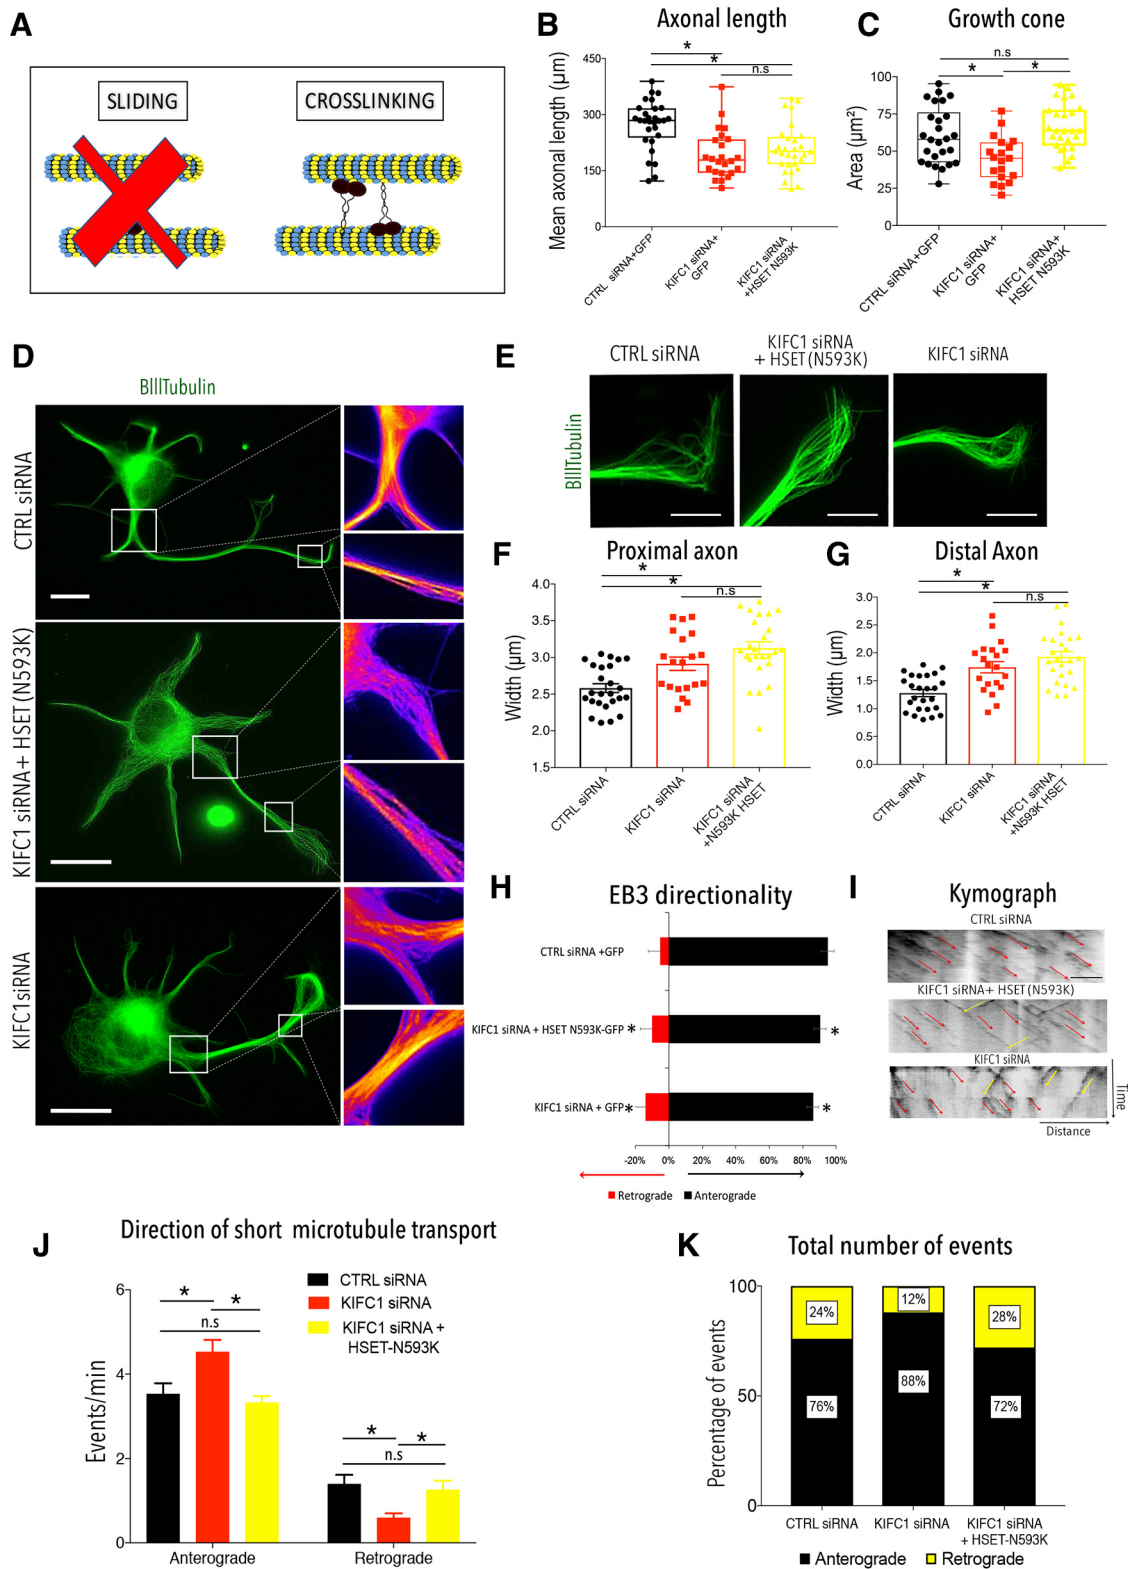 A
SLIDING
CROSSLINKING
B
Axonal length
Mean axonal length (µm)
450
300
150
0
*
*
n.s
CTRL siRNA+GFP
KIFC1 siRNA+
GFP
KIFC1 siRNA
+HSET N593K
C
Growth cone
Area (µm²)
100
75
50
25
0
n.s
*
*
CTRL siRNA+GFP
KIFC1 siRNA+
GFP
KIFC1 siRNA+
HSET N593K
D
BIIITubulin
CTRL siRNA
KIFC1 siRNA+ HSET (N593K)
KIFC1siRNA
E
CTRL siRNA
KIFC1 siRNA
+ HSET (N593K)
KIFC1 siRNA
BIIITubulin
F
Proximal axon
Width (µm)
4.0
3.5
3.0
2.5
2.0
1.5
*
*
n.s
CTRL siRNA
KIFC1 siRNA
KIFC1 siRNA
+N593K HSET
G
Distal Axon
Width (µm)
3.0
2.5
2.0
1.5
1.0
0.5
0.0
*
*
n.s
CTRL siRNA
KIFC1 siRNA
KIFC1 siRNA
+N593K HSET
H
EB3 directionality
CTRL siRNA +GFP
KIFC1 siRNA + HSET N593K-GFP * *
KIFC1 siRNA + GFP * *
-20% 0% 20% 40% 60% 80% 100%
Retrograde Anterograde
I
Kymograph
CTRL siRNA
KIFC1 siRNA+ HSET (N593K)
KIFC1 siRNA
Time
Distance
J
Direction of short microtubule transport
Events/min
6
4
2
0
CTRL siRNA
KIFC1 siRNA
KIFC1 siRNA +
HSET-N593K
*
*
n.s
*
*
n.s
Anterograde
Retrograde
K
Total number of events
Percentage of events
100
50
0
24%
12%
28%
76%
88%
72%
CTRL siRNA
KIFC1 siRNA
KIFC1 siRNA
+ HSET-N593K
Anterograde Retrograde